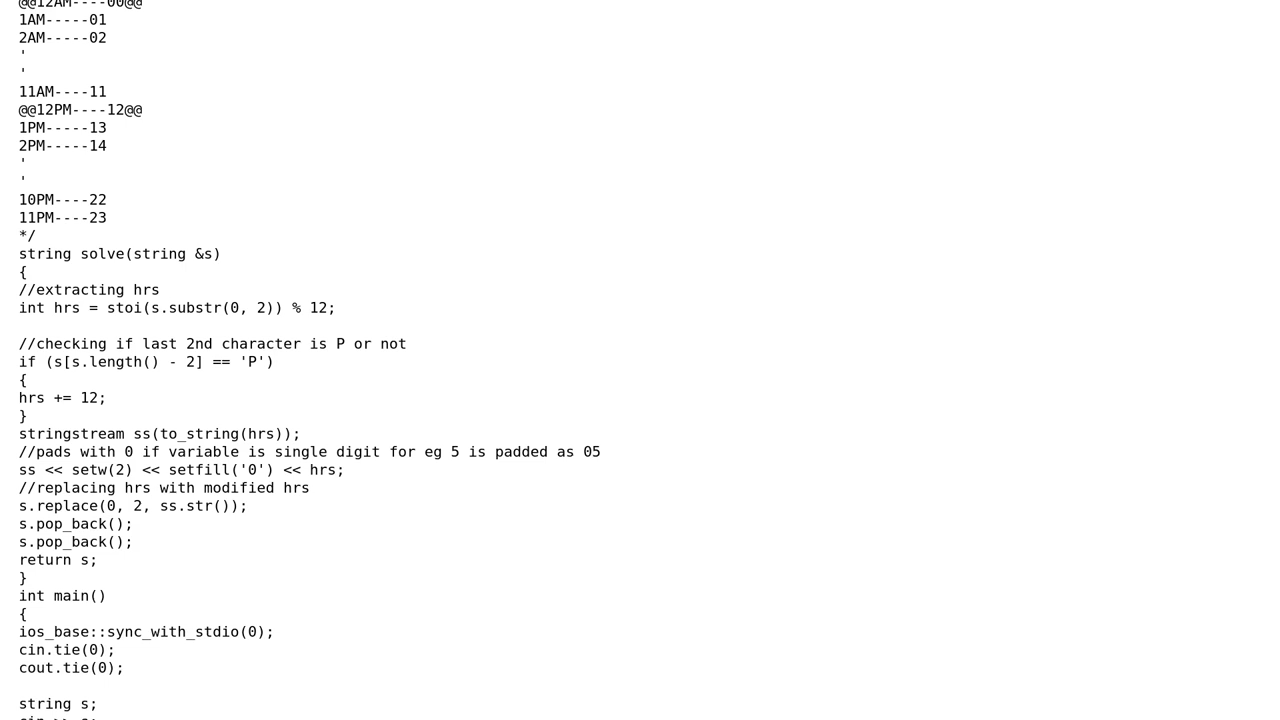 @@12AM----00@@
1AM-----01
2AM-----02
'
'
11AM----11
@@12PM----12@@
1PM-----13
2PM-----14
'
'
10PM----22
11PM----23
*/
string solve(string &s)
{
//extracting hrs
int hrs = stoi(s.substr(0, 2)) % 12;

//checking if last 2nd character is P or not
if (s[s.length() - 2] == 'P')
{
hrs += 12;
}
stringstream ss(to_string(hrs));
//pads with 0 if variable is single digit for eg 5 is padded as 05
ss << setw(2) << setfill('0') << hrs;
//replacing hrs with modified hrs
s.replace(0, 2, ss.str());
s.pop_back();
s.pop_back();
return s;
}
int main()
{
ios_base::sync_with_stdio(0);
cin.tie(0);
cout.tie(0);

string s;
cin >> s;